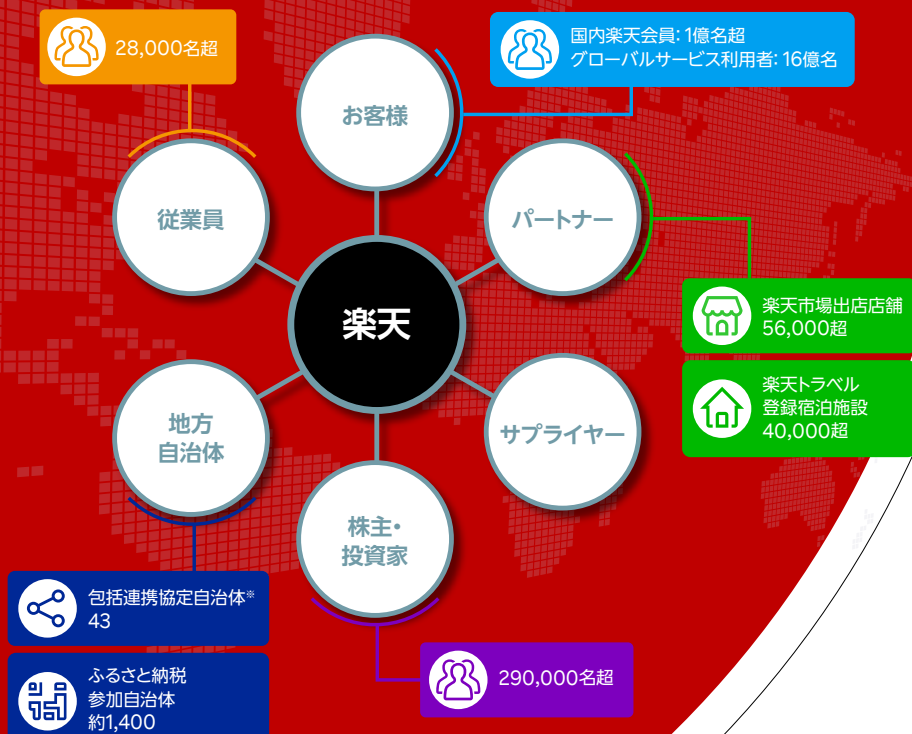 28,000名超
国内楽天会員：1億名超
グローバルサービス利用者：16億名
お客様
従業員
パートナー
楽天
楽天市場出店店舗
56,000超
楽天トラベル
登録宿泊施設
40,000超
地方
自治体
サプライヤー
株主・
投資家
包括連携協定自治体※
43
ふるさと納税
参加自治体
約1,400
290,000名超